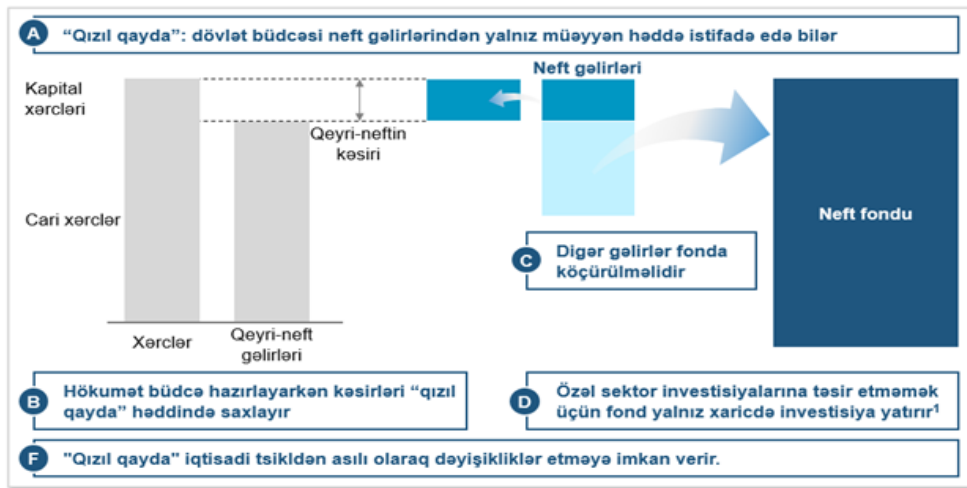 A “Qızıl qayda”: dövlət büdcəsi neft gəlirlərindən yalnız müəyyən həddə istifadə edə bilər
Neft gəlirləri
Kapital
xərcləri
Qeyri-neftin
kəsiri
Cari xərclər
Neft fondu
C Digər gəlirlər fonda
köçürülməlidir
Xərclər
Qeyri-neft
gəlirləri
B Hökumət büdcə hazırlayarkən kəsirləri “qızıl
qayda” həddində saxlayır
D Özəl sektor investisiyalarına təsir etməmək
üçün fond yalnız xaricdə investisiya yatırır¹
F "Qızıl qayda" iqtisadi tsikldən asılı olaraq dəyişikliklər etməyə imkan verir.